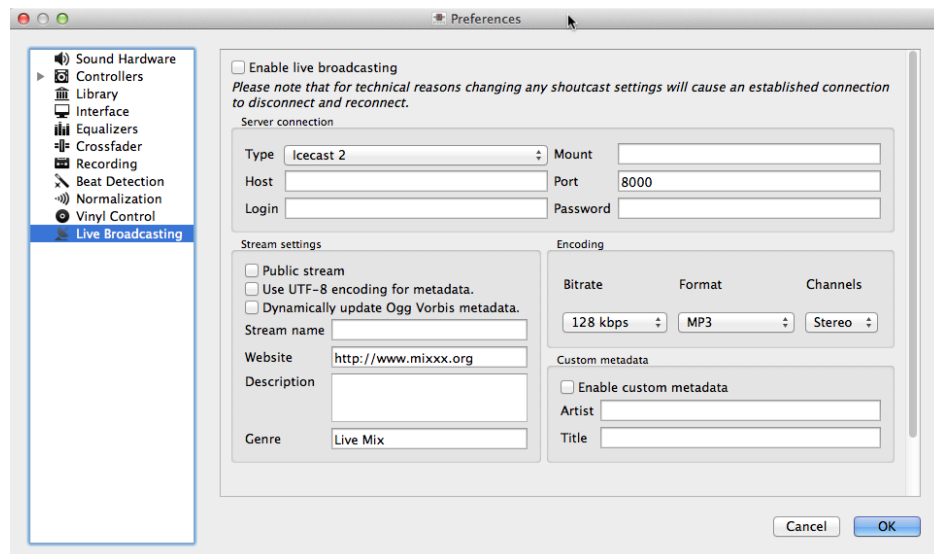 Preferences
Sound Hardware
Controllers
Library
Interface
Equalizers
Crossfader
Recording
Beat Detection
Normalization
Vinyl Control
Live Broadcasting
Enable live broadcasting
Please note that for technical reasons changing any shoutcast settings will cause an established connection
to disconnect and reconnect.
Server connection
Type Icecast 2 Mount
Host Port 8000
Login Password
Stream settings
Public stream
Use UTF-8 encoding for metadata.
Dynamically update Ogg Vorbis metadata.
Stream name
Website http://www.mixxx.org
Description
Genre Live Mix
Encoding
Bitrate Format Channels
128 kbps MP3 Stereo
Custom metadata
Enable custom metadata
Artist
Title
Cancel OK